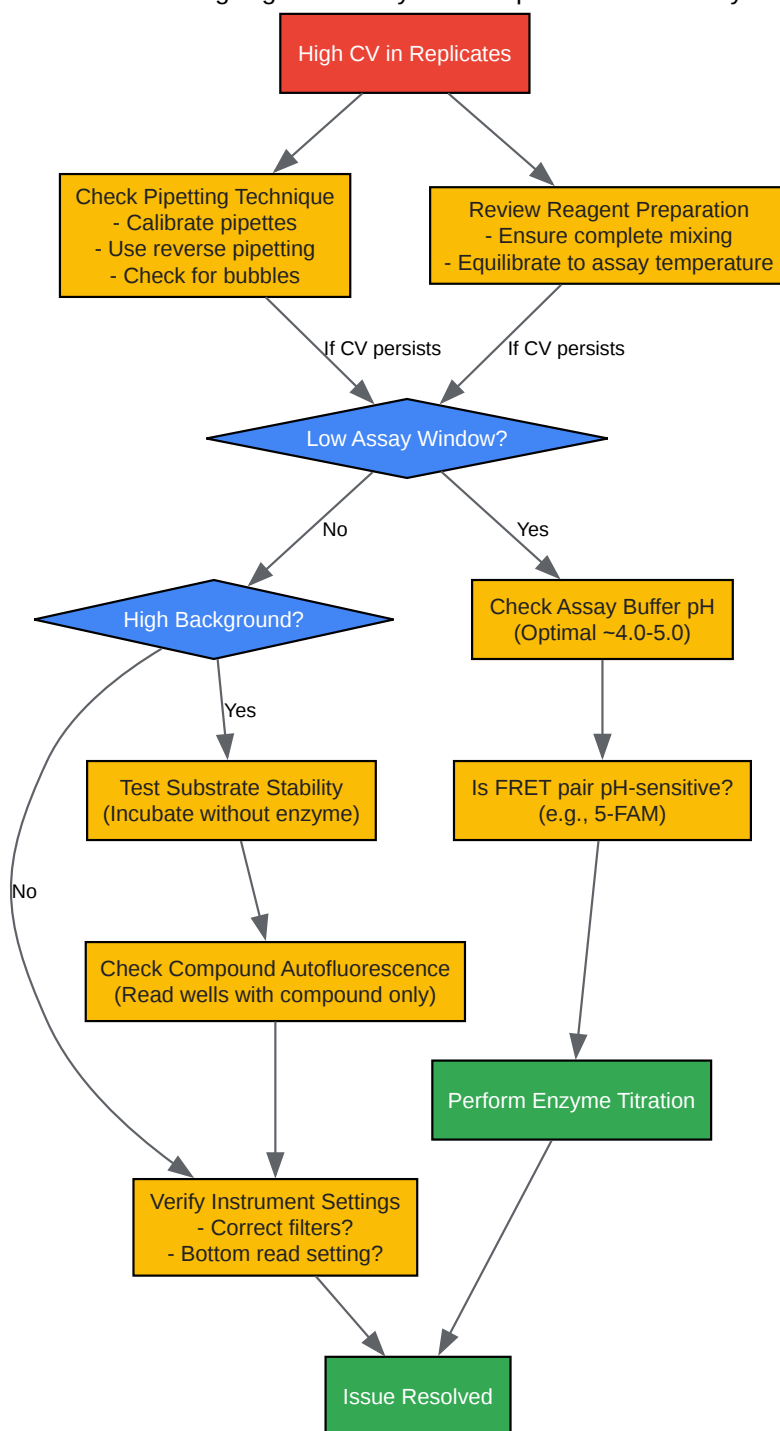 High CV in Replicates
Check Pipetting Technique
- Calibrate pipettes
- Use reverse pipetting
- Check for bubbles
Review Reagent Preparation
- Ensure complete mixing
- Equilibrate to assay temperature
If CV persists
If CV persists
Low Assay Window?
No
Yes
High Background?
Check Assay Buffer pH
(Optimal ~4.0-5.0)
Yes
Test Substrate Stability
(Incubate without enzyme)
Is FRET pair pH-sensitive?
(e.g., 5-FAM)
No
Check Compound Autofluorescence
(Read wells with compound only)
Perform Enzyme Titration
Verify Instrument Settings
- Correct filters?
- Bottom read setting?
Issue Resolved